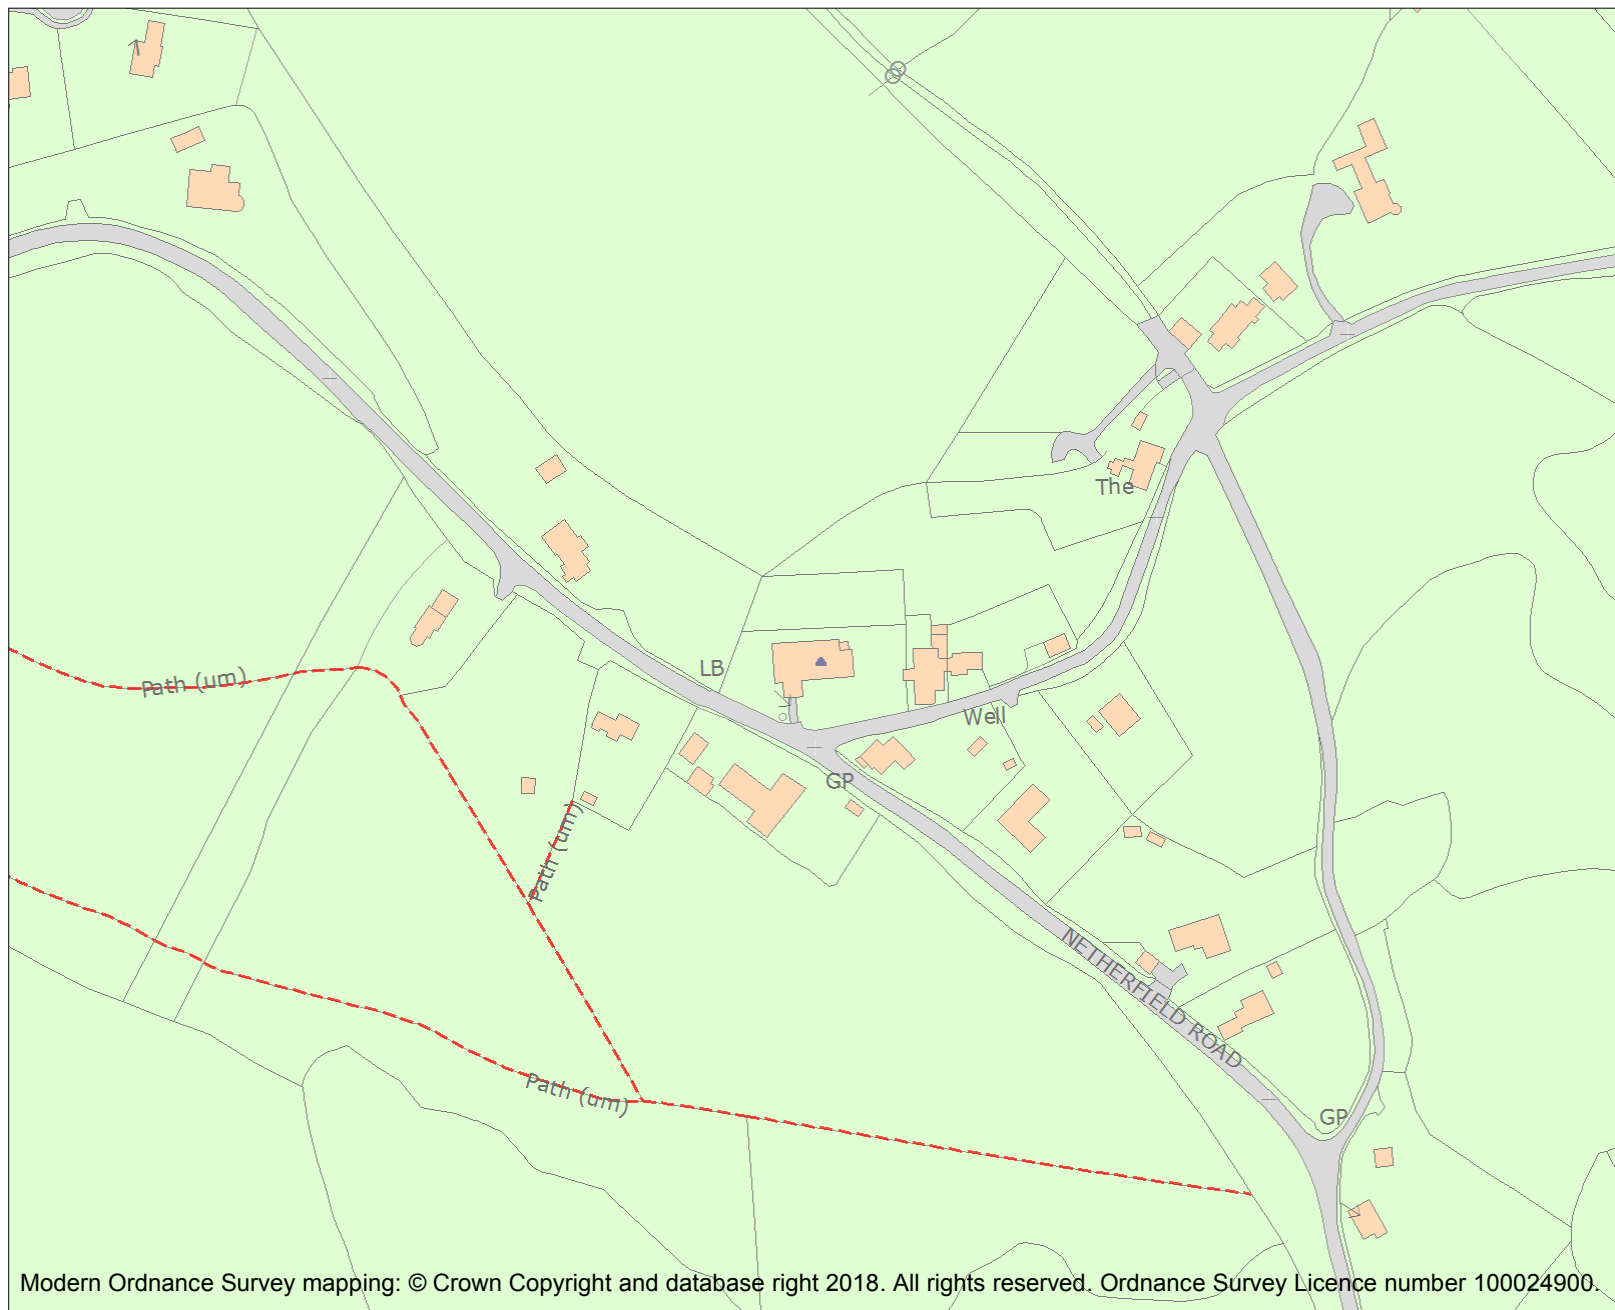 The
LB
Path (um)
Well
GP
Path (um)
NETHERFIELD ROAD
Path (um)
GP
Modern Ordnance Survey mapping: © Crown Copyright and database right 2018. All rights reserved. Ordnance Survey Licence number 100024900.